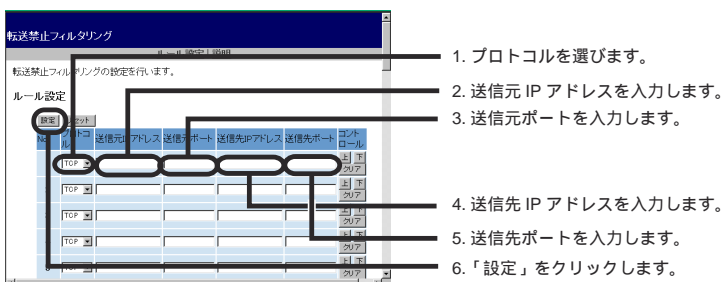 転送禁止フィルタリング
ルール設定 | 説明
転送禁止フィルタリングの設定を行います。
ルール設定
設定 リセット
No プロトコル 送信元IPアドレス 送信元ポート 送信先IPアドレス 送信先ポート コントロール
TCP 上 下 クリア
TCP 上 下 クリア
TCP 上 下 クリア
TCP 上 下 クリア
TCP 上 下 クリア
1. プロトコルを選びます。
2. 送信元 IP アドレスを入力します。
3. 送信元ポートを入力します。
4. 送信先 IP アドレスを入力します。
5. 送信先ポートを入力します。
6.「設定」をクリックします。